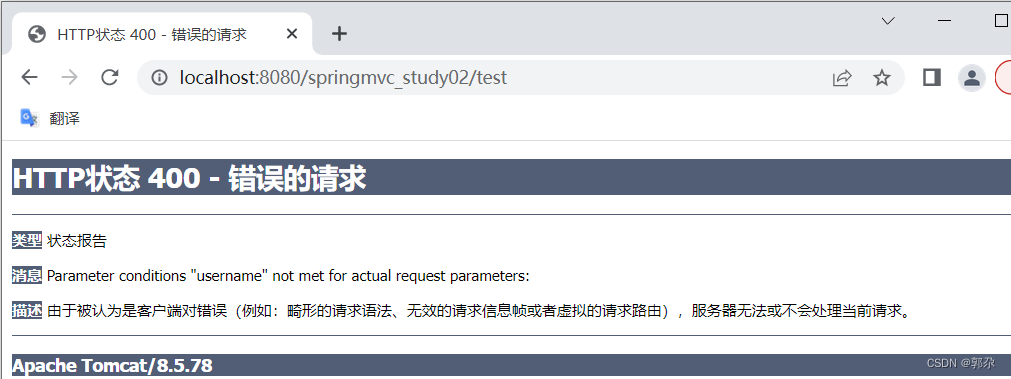 HTTP状态 400 - 错误的请求
localhost:8080/springmvc_study02/test
翻译
HTTP状态 400 - 错误的请求
类型 状态报告
消息 Parameter conditions "username" not met for actual request parameters:
描述 由于被认为是客户端对错误（例如：畸形的请求语法、无效的请求信息帧或者虚拟的请求路由），服务器无法或不会处理当前请求。
Apache Tomcat/8.5.78
CSDN @郭尕